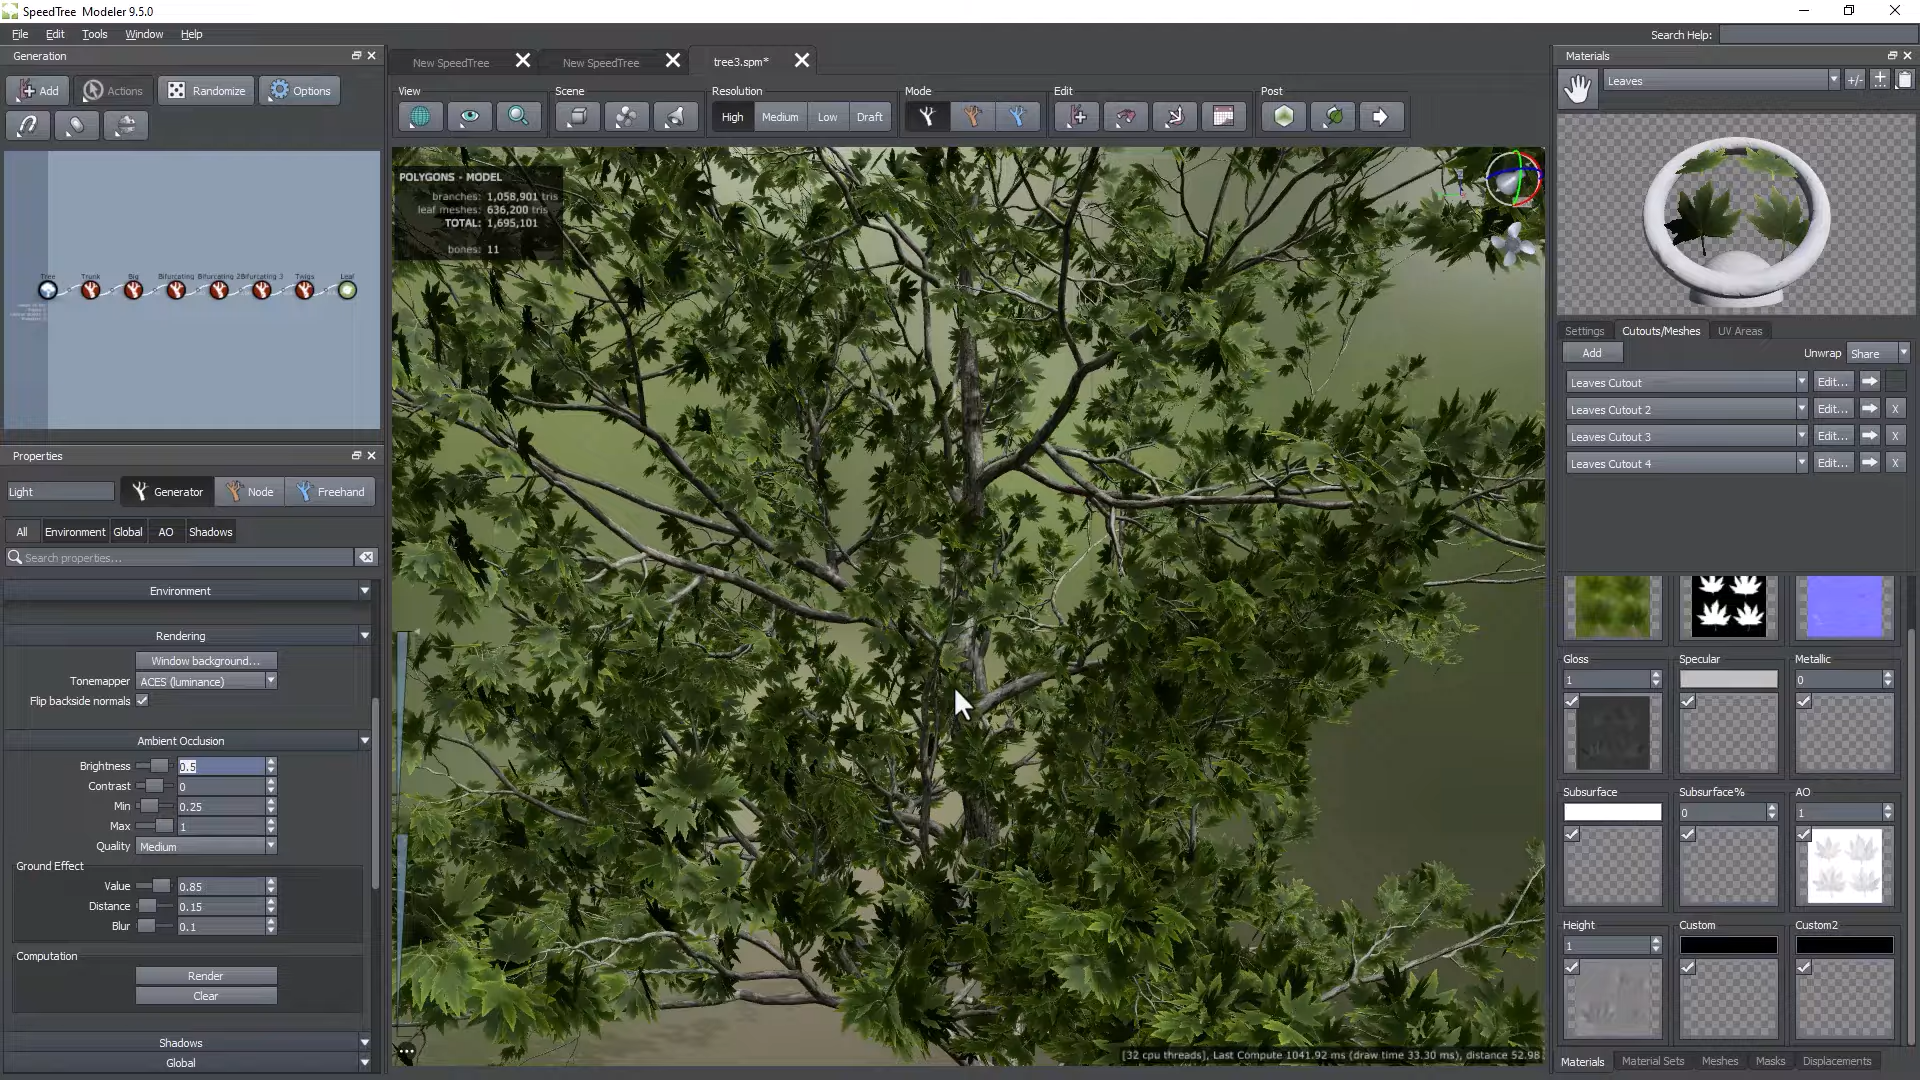 SpeedTree Modeler 9.5.0
File Edit Tools Window Help
Search Help:
Generation
Add Actions Randomize Options
Tree Trunk Big Bifurcating Bifurcating 2 Bifurcating 3 Twigs Leaf
Properties
Light Generator Node Freehand
All Environment Global AO Shadows
Search properties...
Environment
Rendering
Window background...
Tonemapper ACES (luminance)
Flip backside normals
Ambient Occlusion
Brightness 0.5
Contrast 0
Min 0.25
Max 1
Quality Medium
Ground Effect
Value 0.85
Distance 0.15
Blur 0.1
Computation
Render
Clear
Shadows
Global
New SpeedTree New SpeedTree tree3.spm*
View Scene Resolution Mode Edit Post
High Medium Low Draft
POLYGONS - MODEL
branches: 1,058,901 tris
leaf meshes: 636,200 tris
TOTAL: 1,695,101
bones: 11
[32 cpu threads], Last Compute 1041.92 ms (draw time 33.30 ms), distance 52.98
Materials
Leaves +/-
Settings Cutouts/Meshes UV Areas
Add Unwrap Share
Leaves Cutout Edit...
Leaves Cutout 2 Edit... X
Leaves Cutout 3 Edit... X
Leaves Cutout 4 Edit... X
Gloss Specular Metallic
1 0
Subsurface Subsurface% AO
0 1
Height Custom Custom2
1
Materials Material Sets Meshes Masks Displacements